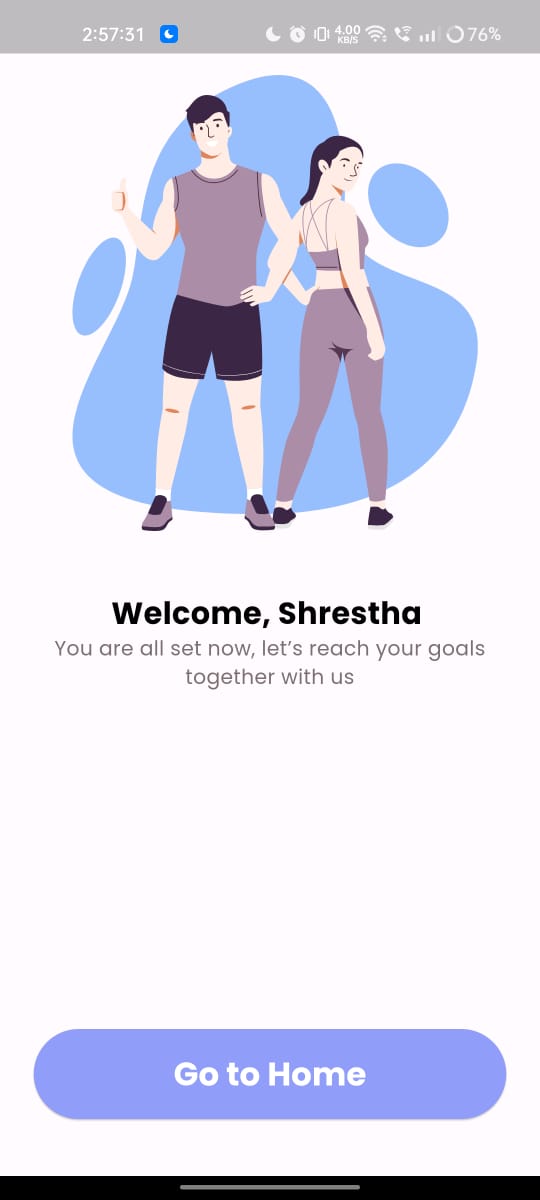 2:57:31 4.00 KB/S 76%
Welcome, Shrestha
You are all set now, let’s reach your goals
together with us
Go to Home